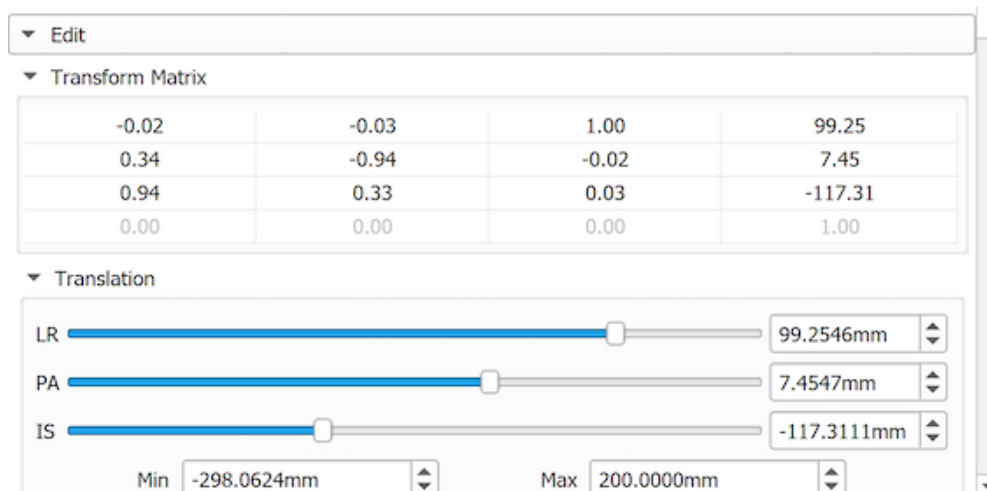 Edit
Transform Matrix
-0.02 -0.03 1.00 99.25
0.34 -0.94 -0.02 7.45
0.94 0.33 0.03 -117.31
0.00 0.00 0.00 1.00
Translation
LR 99.2546mm
PA 7.4547mm
IS -117.3111mm
Min -298.0624mm Max 200.0000mm